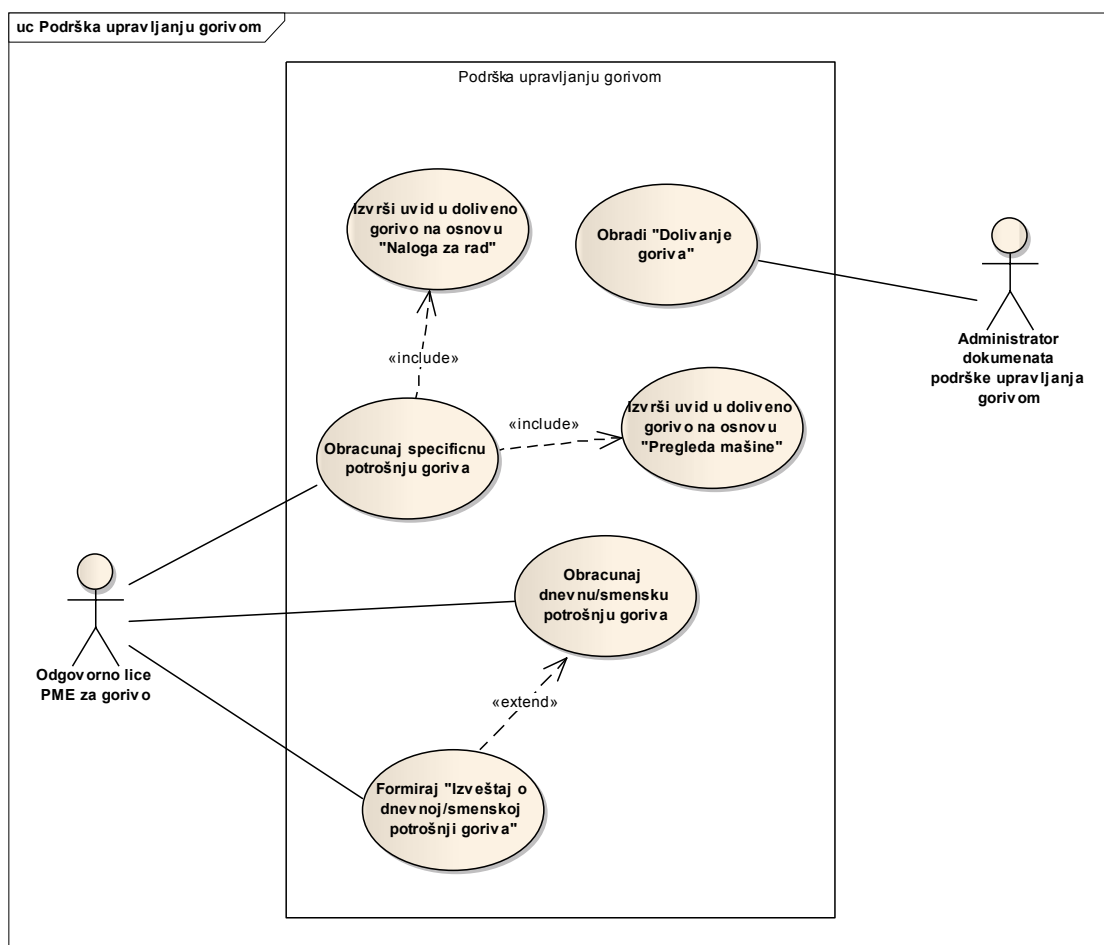 uc Podrška upravljanju gorivom
Podrška upravljanju gorivom
Izvrši uvid u doliveno
gorivo na osnovu
"Naloga za rad"
Obradi "Dolivanje
goriva"
Administrator
dokumenata
podrške upravljanja
gorivom
«include»
Izvrši uvid u doliveno
gorivo na osnovu
"Pregleda mašine"
«include»
Obracunaj specificnu
potrošnju goriva
Obracunaj
dnevnu/smensku
potrošnju goriva
Odgovorno lice
PME za gorivo
«extend»
Formiraj "Izveštaj o
dnevnoj/smenskoj
potrošnji goriva"